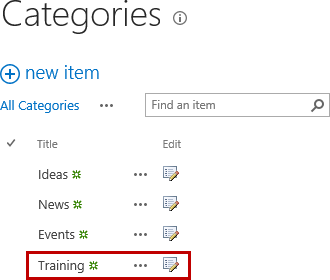 Categories
new item
All Categories ...
Find an item
Title Edit
Ideas ...
News ...
Events ...
Training ...